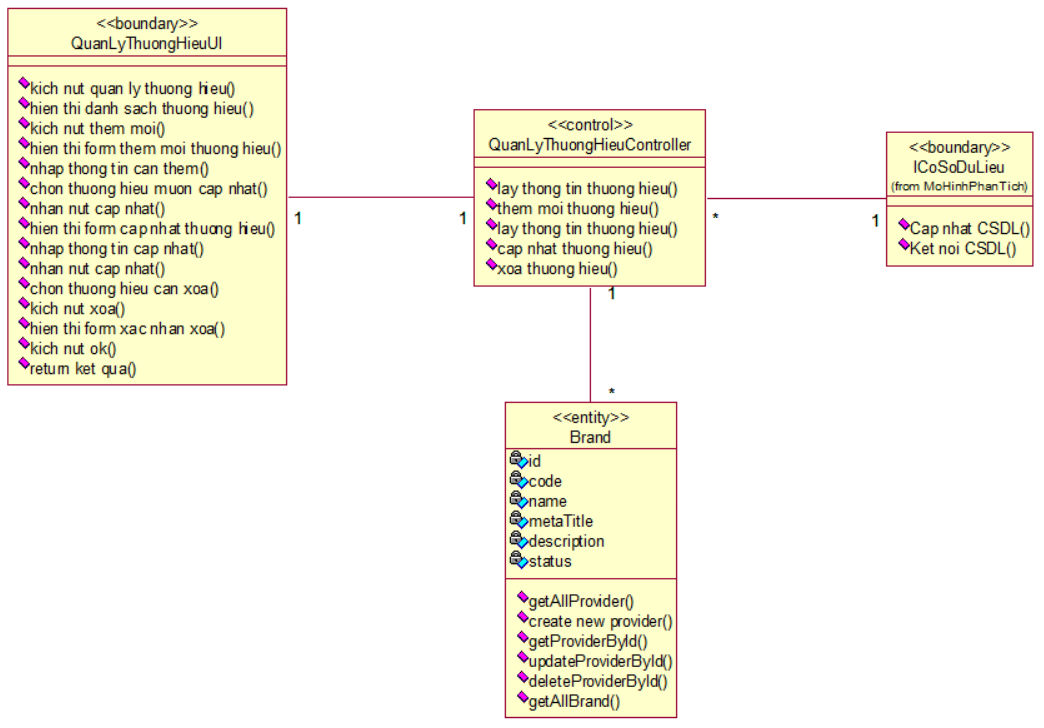 <<boundary>>
QuanLyThuongHieuUI
kich nut quan ly thuong hieu()
hien thi danh sach thuong hieu()
kich nut them moi()
hien thi form them moi thuong hieu()
nhap thong tin can them()
chon thuong hieu muon cap nhat()
nhan nut cap nhat()
hien thi form cap nhat thuong hieu()
nhap thong tin cap nhat()
nhan nut cap nhat()
chon thuong hieu can xoa()
kich nut xoa()
hien thi form xac nhan xoa()
kich nut ok()
return ket qua()
1
1
<<control>>
QuanLyThuongHieuController
lay thong tin thuong hieu()
them moi thuong hieu()
lay thong tin thuong hieu()
cap nhat thuong hieu()
xoa thuong hieu()
*
1
<<boundary>>
ICoSoDuLieu
(from MoHinhPhanTich)
Cap nhat CSDL()
Ket noi CSDL()
1
*
<<entity>>
Brand
id
code
name
metaTitle
description
status
getAllProvider()
create new provider()
getProviderById()
updateProviderById()
deleteProviderById()
getAllBrand()